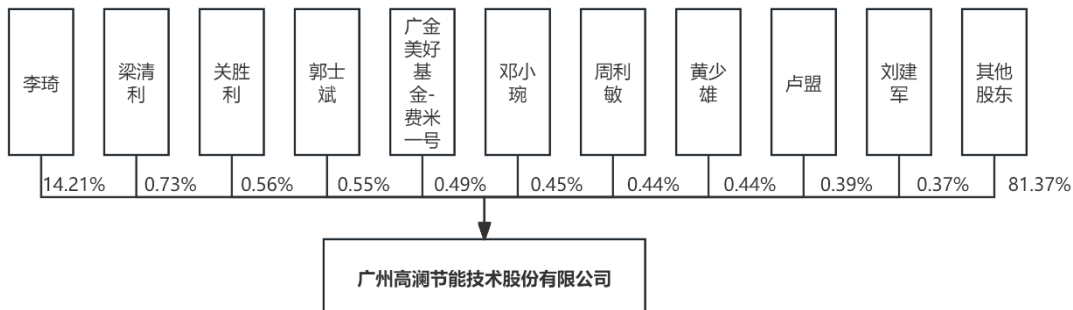 李琦
梁清
利
关胜
利
郭士
斌
广金
美好
基
金-
费米
一号
邓小
琬
周利
敏
黄少
雄
卢盟
刘建
军
其他
股东
14.21%
0.73%
0.56%
0.55%
0.49%
0.45%
0.44%
0.44%
0.39%
0.37%
81.37%
广州高澜节能技术股份有限公司